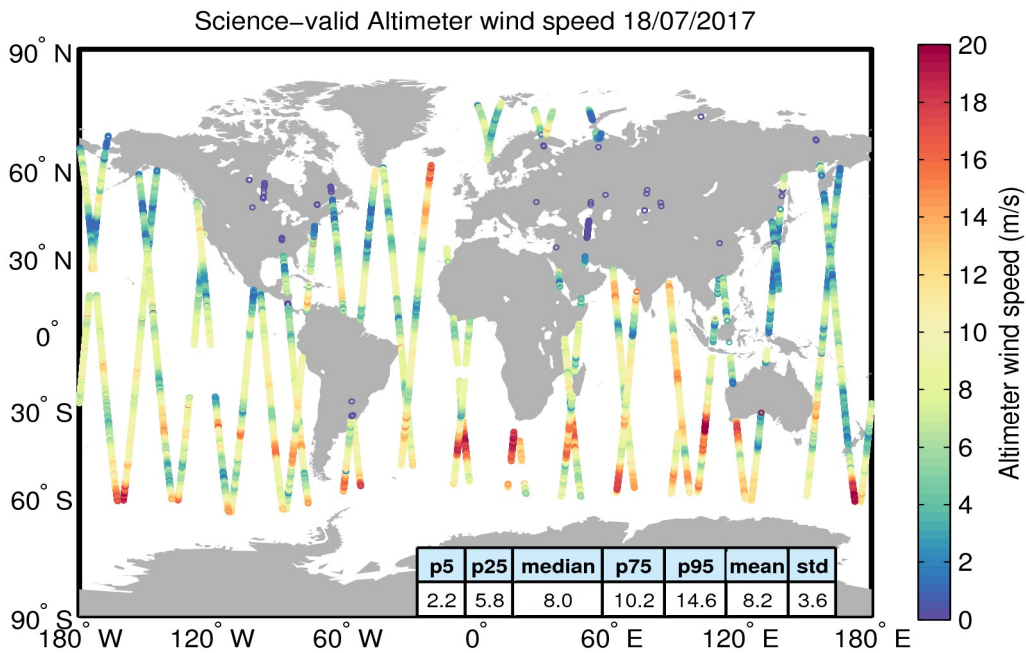 Science−valid Altimeter wind speed 18/07/2017
90° N
60° N
30° N
0°
30° S
60° S
90° S
180° W
120° W
60° W
0°
60° E
120° E
180° E
p5 p25 median p75 p95 mean std
2.2 5.8 8.0 10.2 14.6 8.2 3.6
20
18
16
14
12
10
8
6
4
2
0
Altimeter wind speed (m/s)